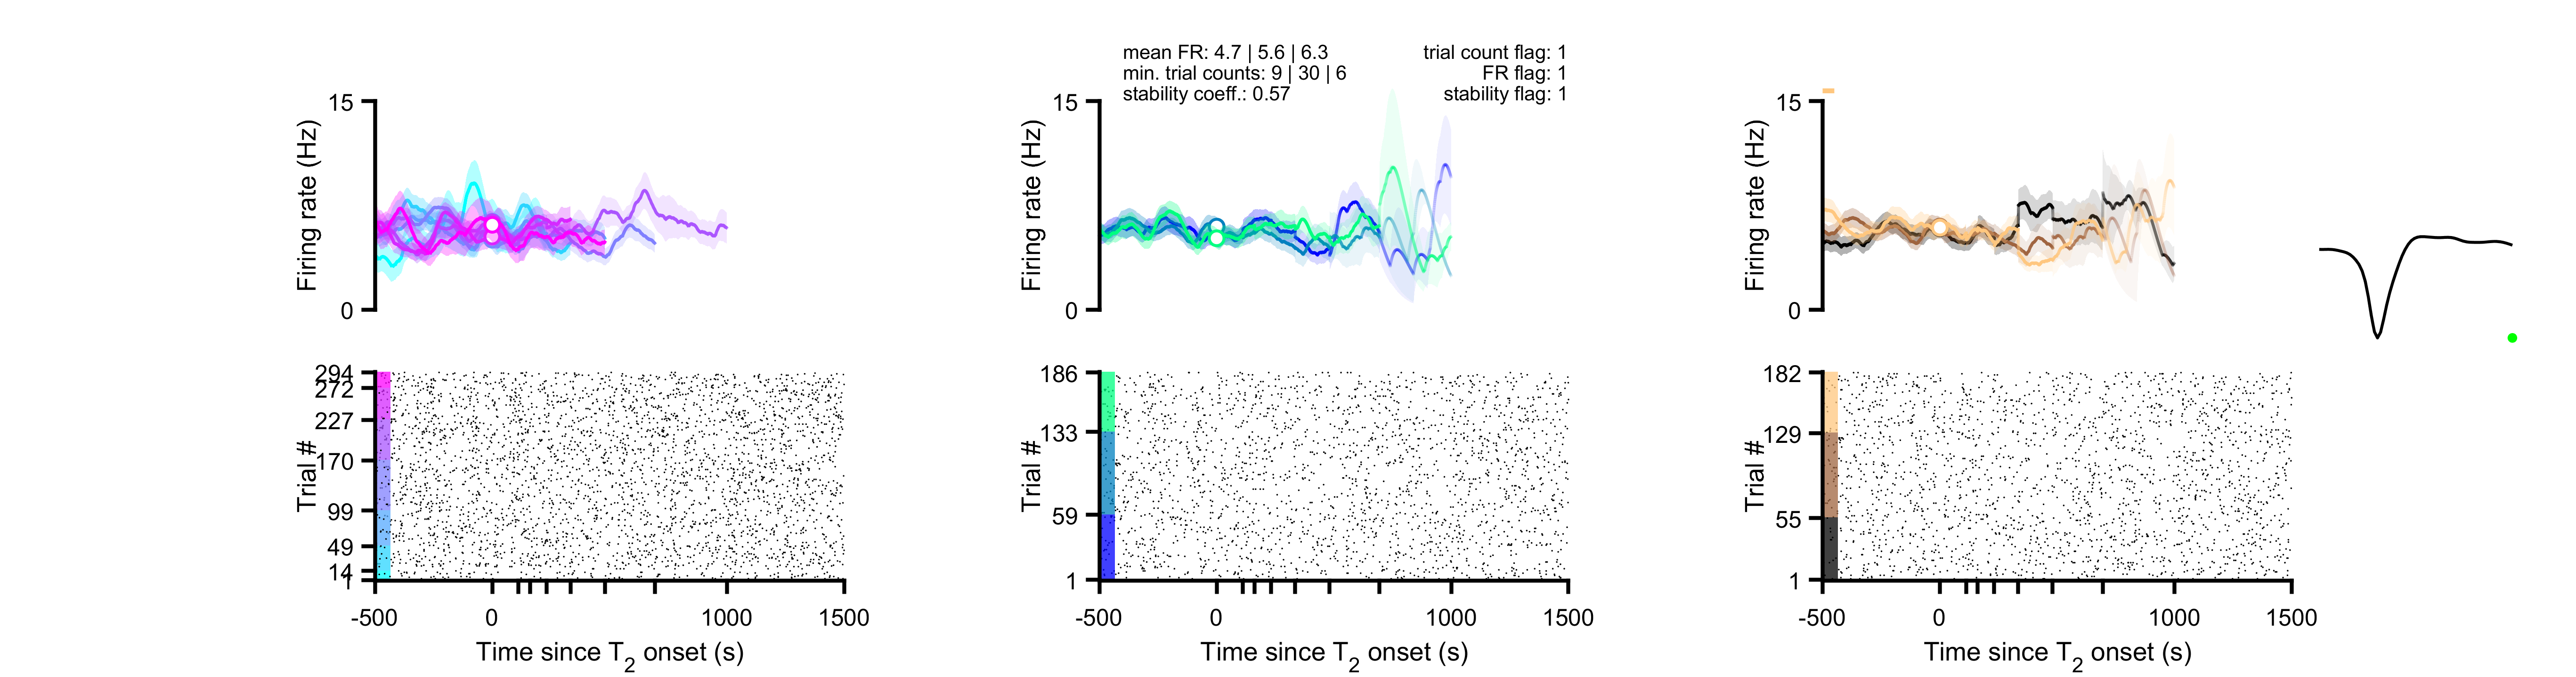 mean FR: 4.7 | 5.6 | 6.3
min. trial counts: 9 | 30 | 6
stability coeff.: 0.57
trial count flag: 1
FR flag: 1
stability flag: 1
15
Firing rate (Hz)
0
294
272
227
170
99
49
14
1
Trial #
-500
0
1000
1500
Time since T2 onset (s)
15
Firing rate (Hz)
0
186
133
59
1
Trial #
-500
0
1000
1500
Time since T2 onset (s)
15
Firing rate (Hz)
0
182
129
55
1
Trial #
-500
0
1000
1500
Time since T2 onset (s)